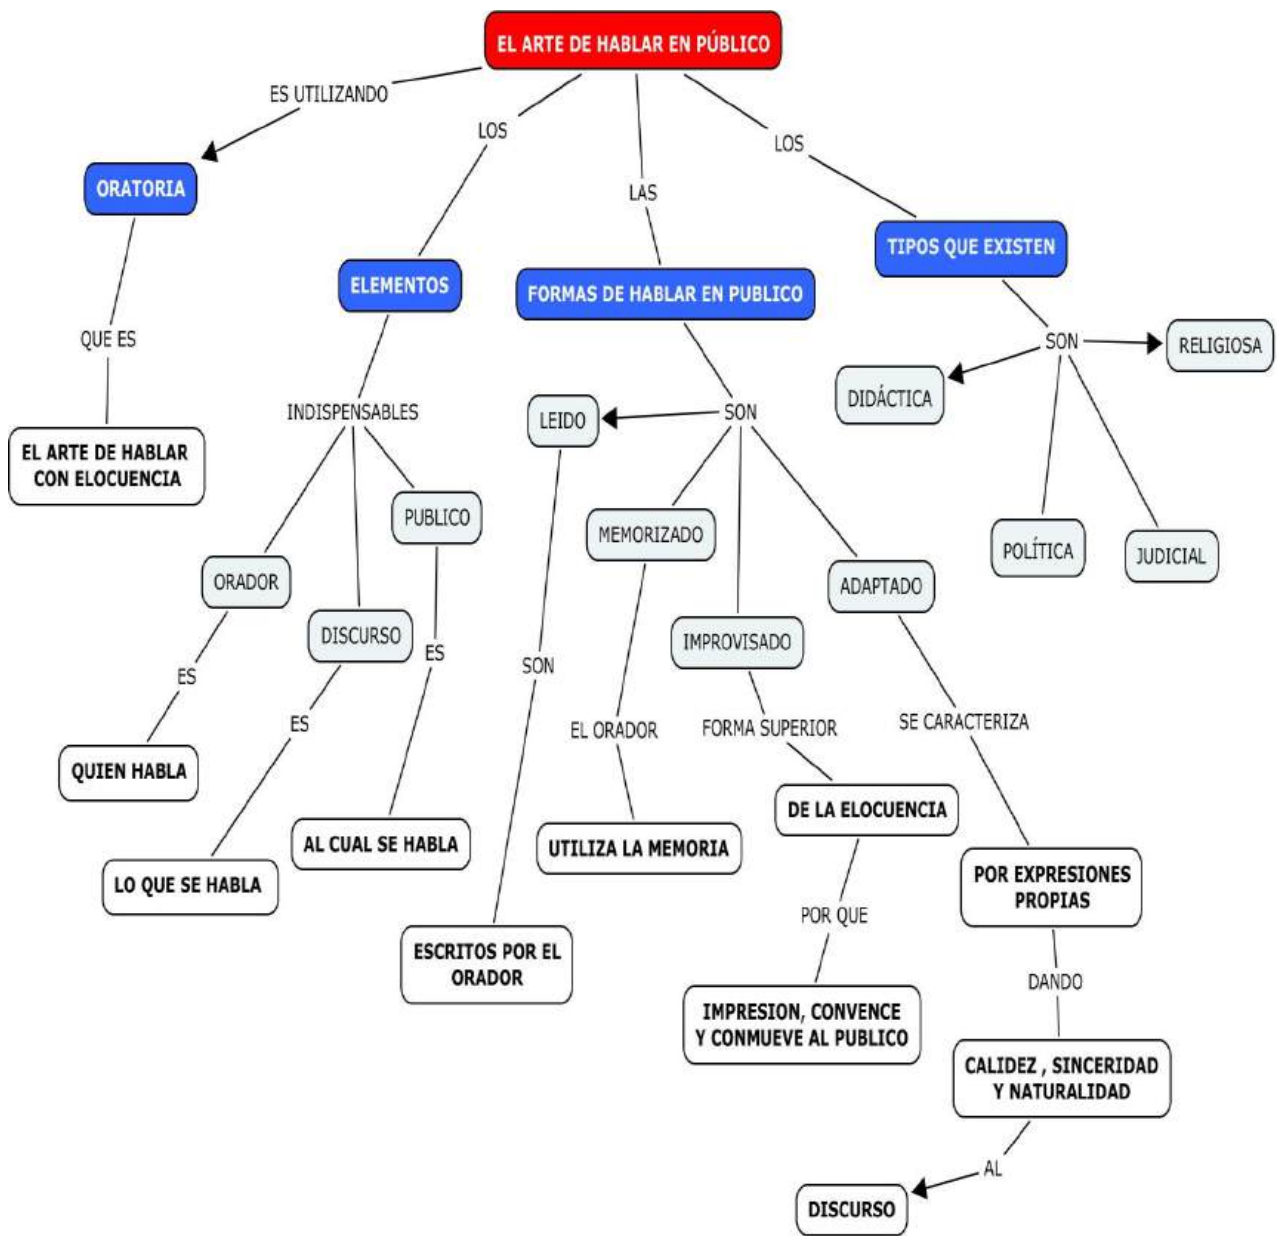 EL ARTE DE HABLAR EN PÚBLICO
ES UTILIZANDO
LOS
LOS
LAS
ORATORIA
TIPOS QUE EXISTEN
ELEMENTOS
FORMAS DE HABLAR EN PUBLICO
QUE ES
SON
RELIGIOSA
DIDÁCTICA
INDISPENSABLES
LEIDO
SON
EL ARTE DE HABLAR
CON ELOCUENCIA
PUBLICO
MEMORIZADO
POLÍTICA
JUDICIAL
ORADOR
ADAPTADO
DISCURSO
IMPROVISADO
ES
SON
ES
ES
EL ORADOR
FORMA SUPERIOR
SE CARACTERIZA
QUIEN HABLA
DE LA ELOCUENCIA
AL CUAL SE HABLA
UTILIZA LA MEMORIA
LO QUE SE HABLA
POR EXPRESIONES
PROPIAS
POR QUE
ESCRITOS POR EL
ORADOR
DANDO
IMPRESION, CONVENCE
Y CONMUEVE AL PUBLICO
CALIDEZ , SINCERIDAD
Y NATURALIDAD
AL
DISCURSO